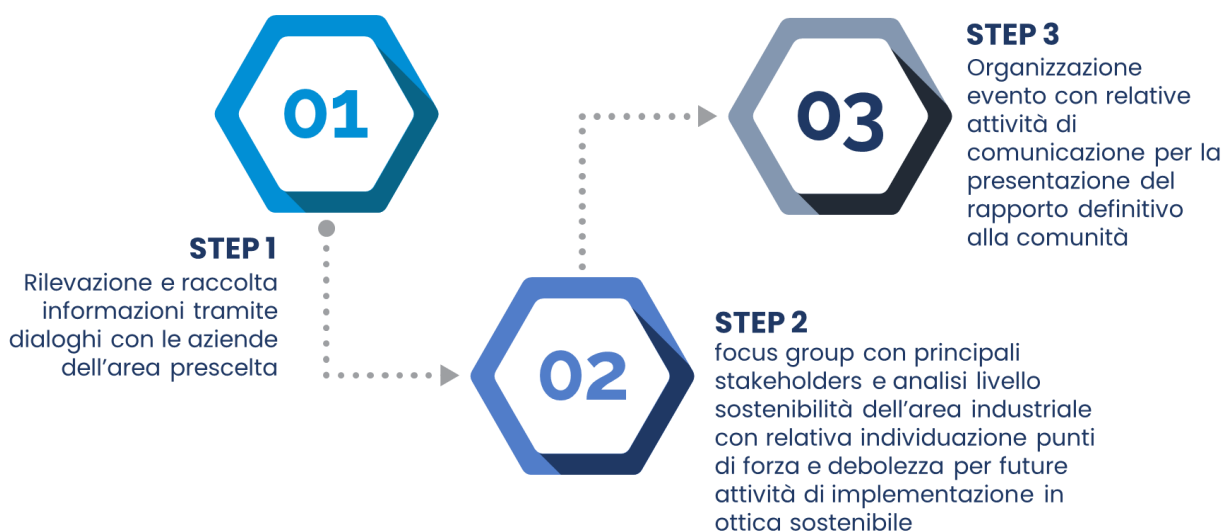 01
STEP 1
Rilevazione e raccolta
informazioni tramite
dialoghi con le aziende
dell'area prescelta
02
STEP 2
focus group con principali
stakeholders e analisi livello
sostenibilità dell'area industriale
con relativa individuazione punti
di forza e debolezza per future
attività di implementazione in
ottica sostenibile
03
STEP 3
Organizzazione
evento con relative
attività di
comunicazione per la
presentazione del
rapporto definitivo
alla comunità